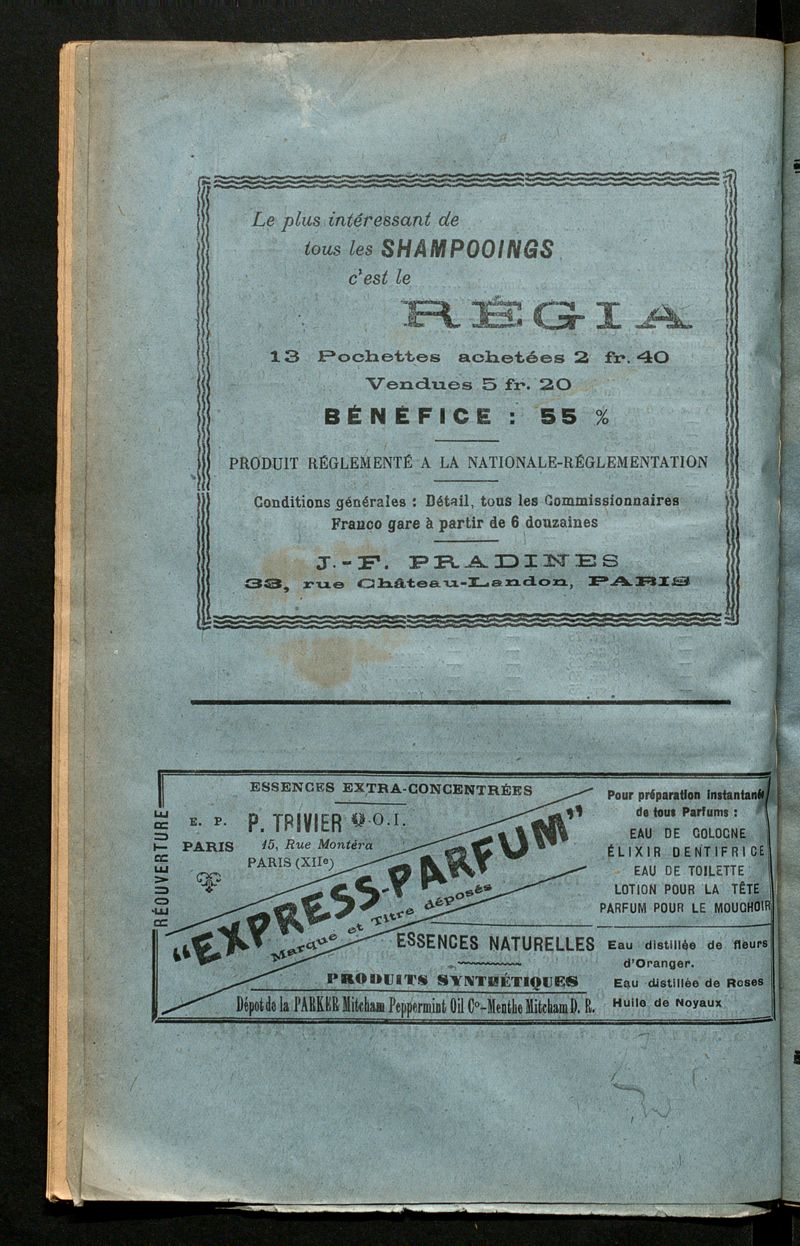 Le plus intéressant de
tous les SHAMPOOINGS
c'est le
RÉGIA
13 Pochettes achetées 2 fr. 40
Vendues 5 fr. 20
BÉNÉFICE : 55 %
PRODUIT RÉGLEMENTÉ A LA NATIONALE-RÉGLEMENTATION
Conditions générales : Détail, tous les Commissionnaires
Franco gare à partir de 6 douzaines
J.-F. PRADINES
33, rue Château-Landon, PARIS
RÉOUVERTURE
ESSENCES EXTRA-CONCENTRÉES
E. P. P. TRIVIER O.I.
PARIS 15, Rue Montéra
PARIS (XIIe)
"EXPRESS-PARFUM"
Marque et Titre déposés
ESSENCES NATURELLES
PRODUITS SYNTHÉTIQUES
Dépot de la PARKER Mitcham Peppermint Oil Co-Menthe Mitcham D. R.
Pour préparation instantané
de tous Parfums :
EAU DE COLOGNE
ÉLIXIR DENTIFRICE
EAU DE TOILETTE
LOTION POUR LA TÊTE
PARFUM POUR LE MOUCHOIR
Eau distillée de fleurs
d'Oranger.
Eau distillée de Roses
Huile de Noyaux